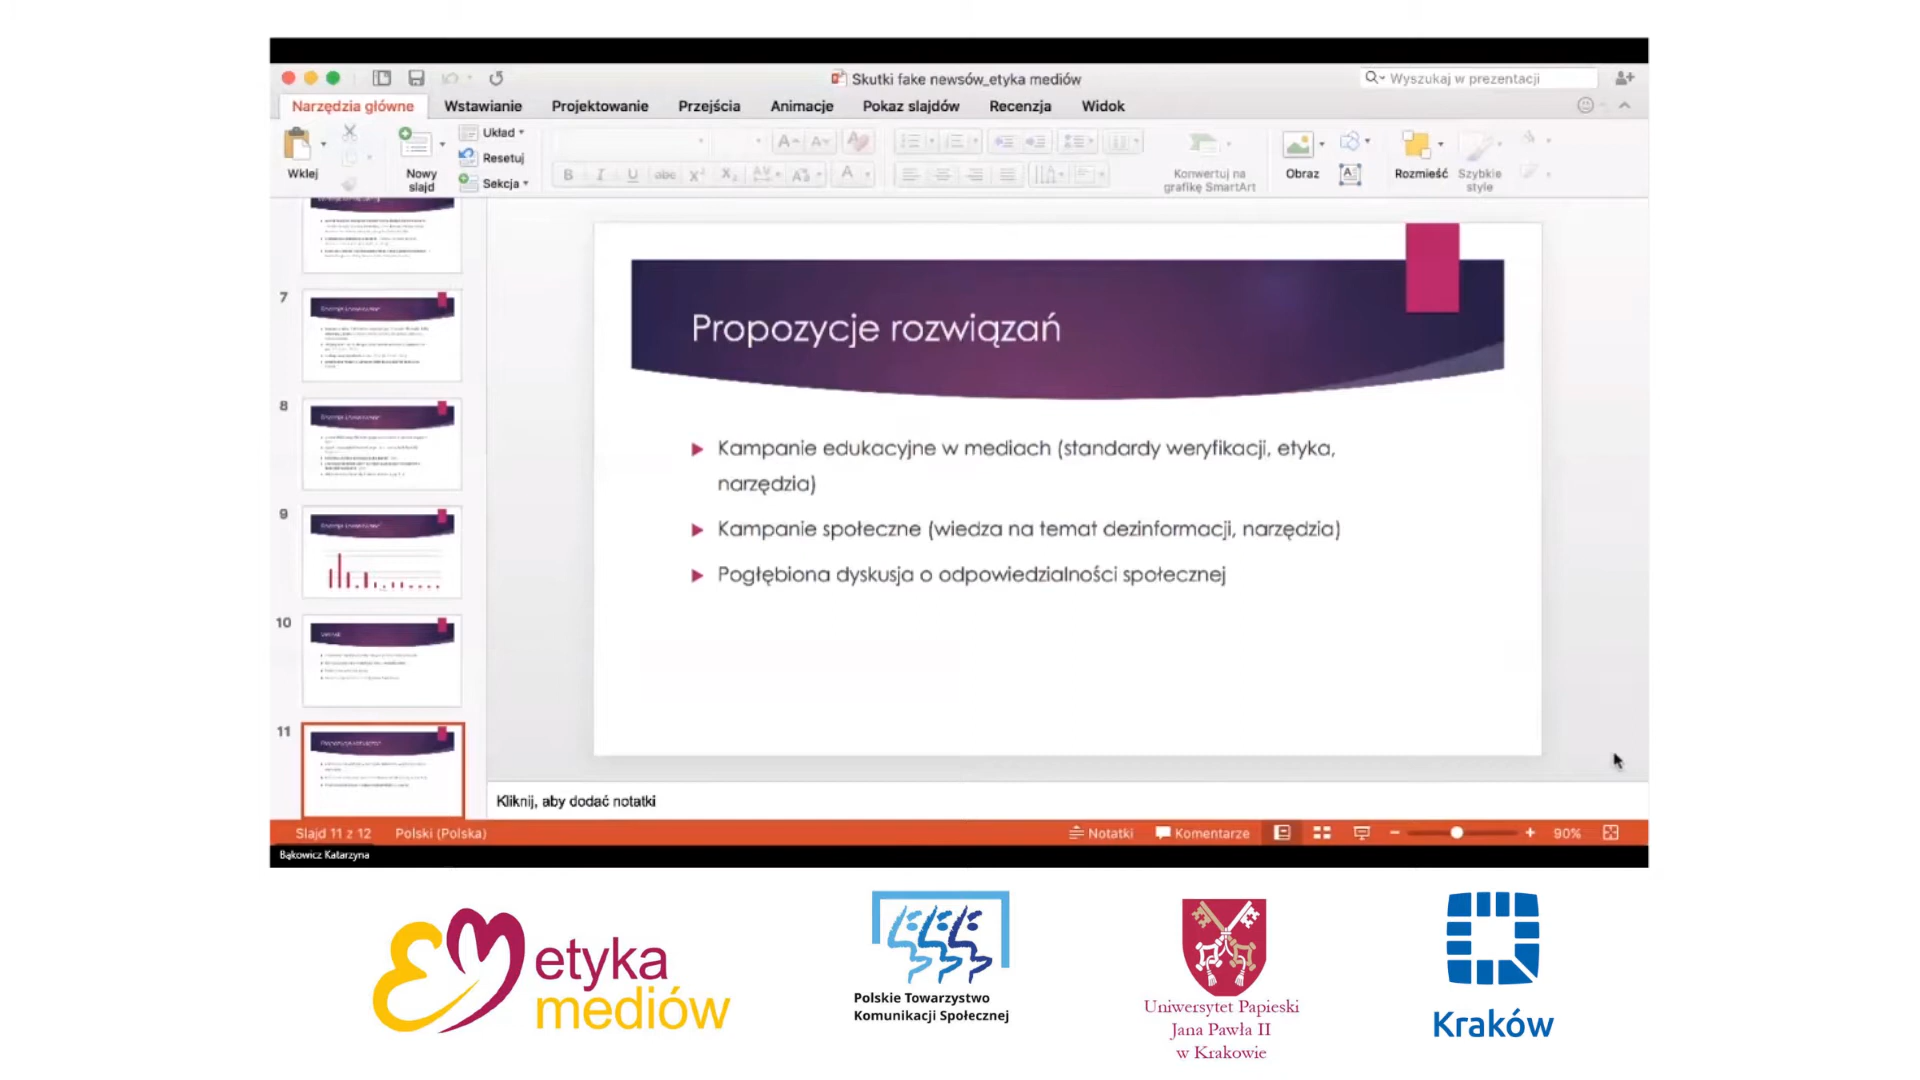 Skutki fake newsów_etyka mediów
Wyszukaj w prezentacji
Narzędzia główne
Wstawianie
Projektowanie
Przejścia
Animacje
Pokaz slajdów
Recenzja
Widok
Wklej
Nowy
slajd
Układ
Resetuj
Sekcja
Konwertuj na
grafikę SmartArt
Obraz
Rozmieść
Szybkie
style
7
8
9
10
11
Propozycje rozwiązań
Kampanie edukacyjne w mediach (standardy weryfikacji, etyka,
narzędzia)
Kampanie społeczne (wiedza na temat dezinformacji, narzędzia)
Pogłębiona dyskusja o odpowiedzialności społecznej
Kliknij, aby dodać notatki
Slajd 11 z 12
Polski (Polska)
Notatki
Komentarze
90%
Bąkowicz Katarzyna
etyka
mediów
Polskie Towarzystwo
Komunikacji Społecznej
Uniwersytet Papieski
Jana Pawła II
w Krakowie
Kraków